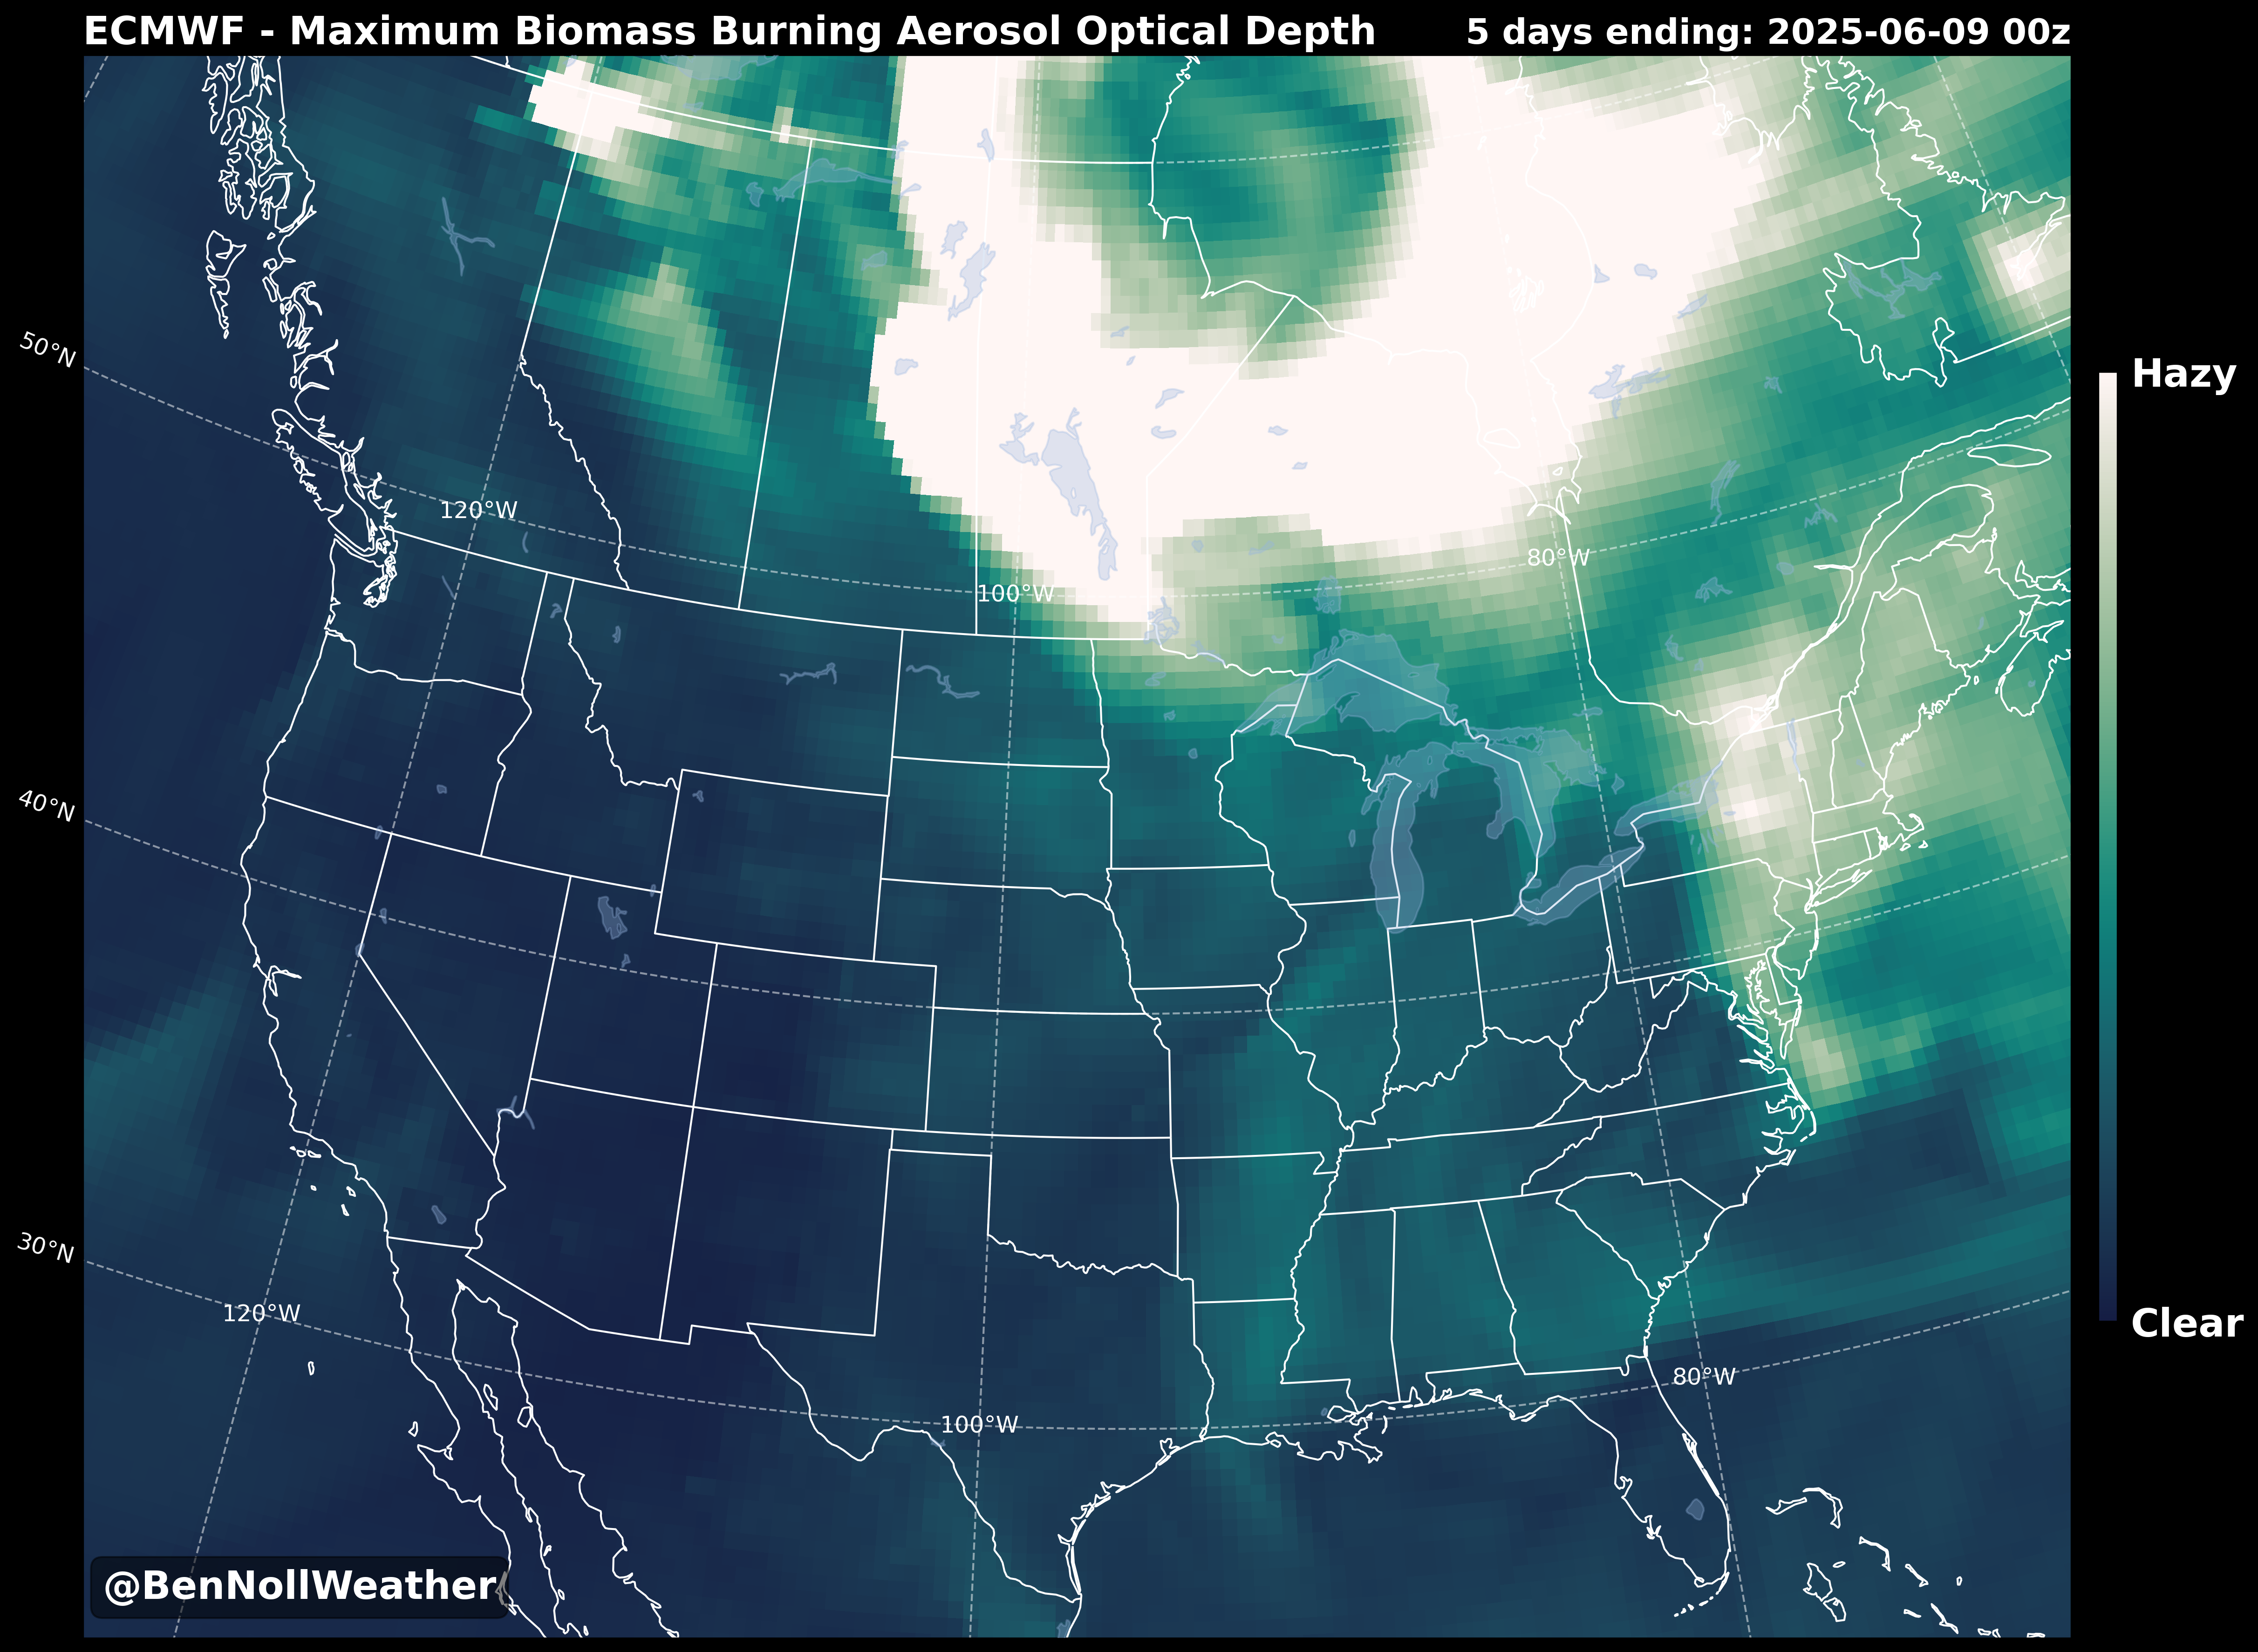 ECMWF - Maximum Biomass Burning Aerosol Optical Depth
5 days ending: 2025-06-09 00z
50°N
Hazy
120°W
80°W
100°W
40°N
30°N
120°W
Clear
80°W
100°W
@BenNollWeather